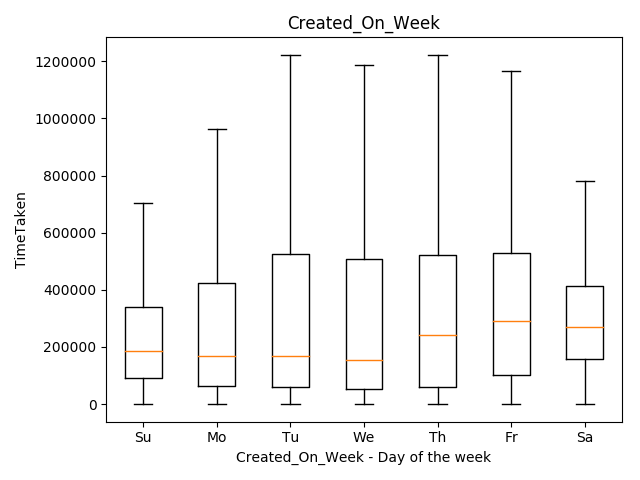 Created_On_Week
1200000
1000000
800000
600000
400000
200000
0
TimeTaken
Su Mo Tu We Th Fr Sa
Created_On_Week - Day of the week